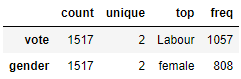 count unique top freq
vote 1517 2 Labour 1057
gender 1517 2 female 808